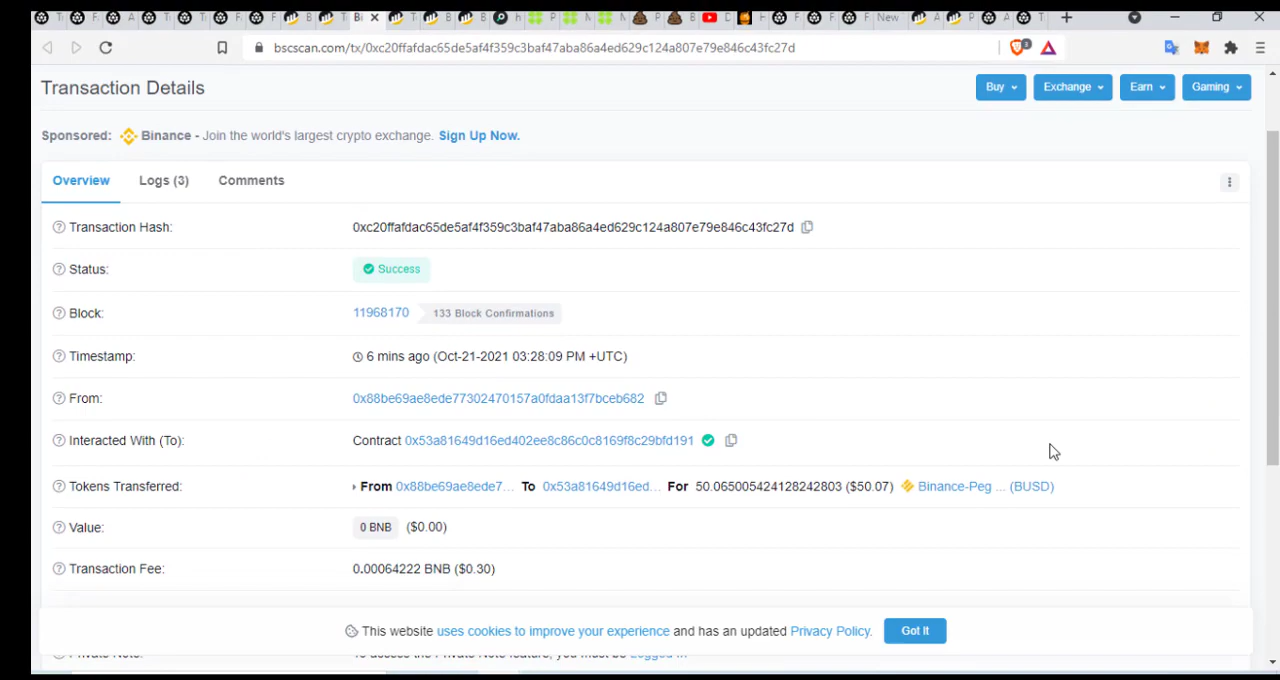 New
bscscan.com/tx/0xc20ffafdac65de5af4f359c3baf47aba86a4ed629c124a807e79e846c43fc27d
Transaction Details
Buy Exchange Earn Gaming
Sponsored: Binance - Join the world's largest crypto exchange. Sign Up Now.
Overview Logs (3) Comments
Transaction Hash: 0xc20ffafdac65de5af4f359c3baf47aba86a4ed629c124a807e79e846c43fc27d
Status: Success
Block: 11968170 133 Block Confirmations
Timestamp: 6 mins ago (Oct-21-2021 03:28:09 PM +UTC)
From: 0x88be69ae8ede77302470157a0fdaa13f7bceb682
Interacted With (To): Contract 0x53a81649d16ed402ee8c86c0c8169f8c29bfd191
Tokens Transferred: From 0x88be69ae8ede7... To 0x53a81649d16ed... For 50.065005424128242803 ($50.07) Binance-Peg ... (BUSD)
Value: 0 BNB ($0.00)
Transaction Fee: 0.00064222 BNB ($0.30)
This website uses cookies to improve your experience and has an updated Privacy Policy. Got It